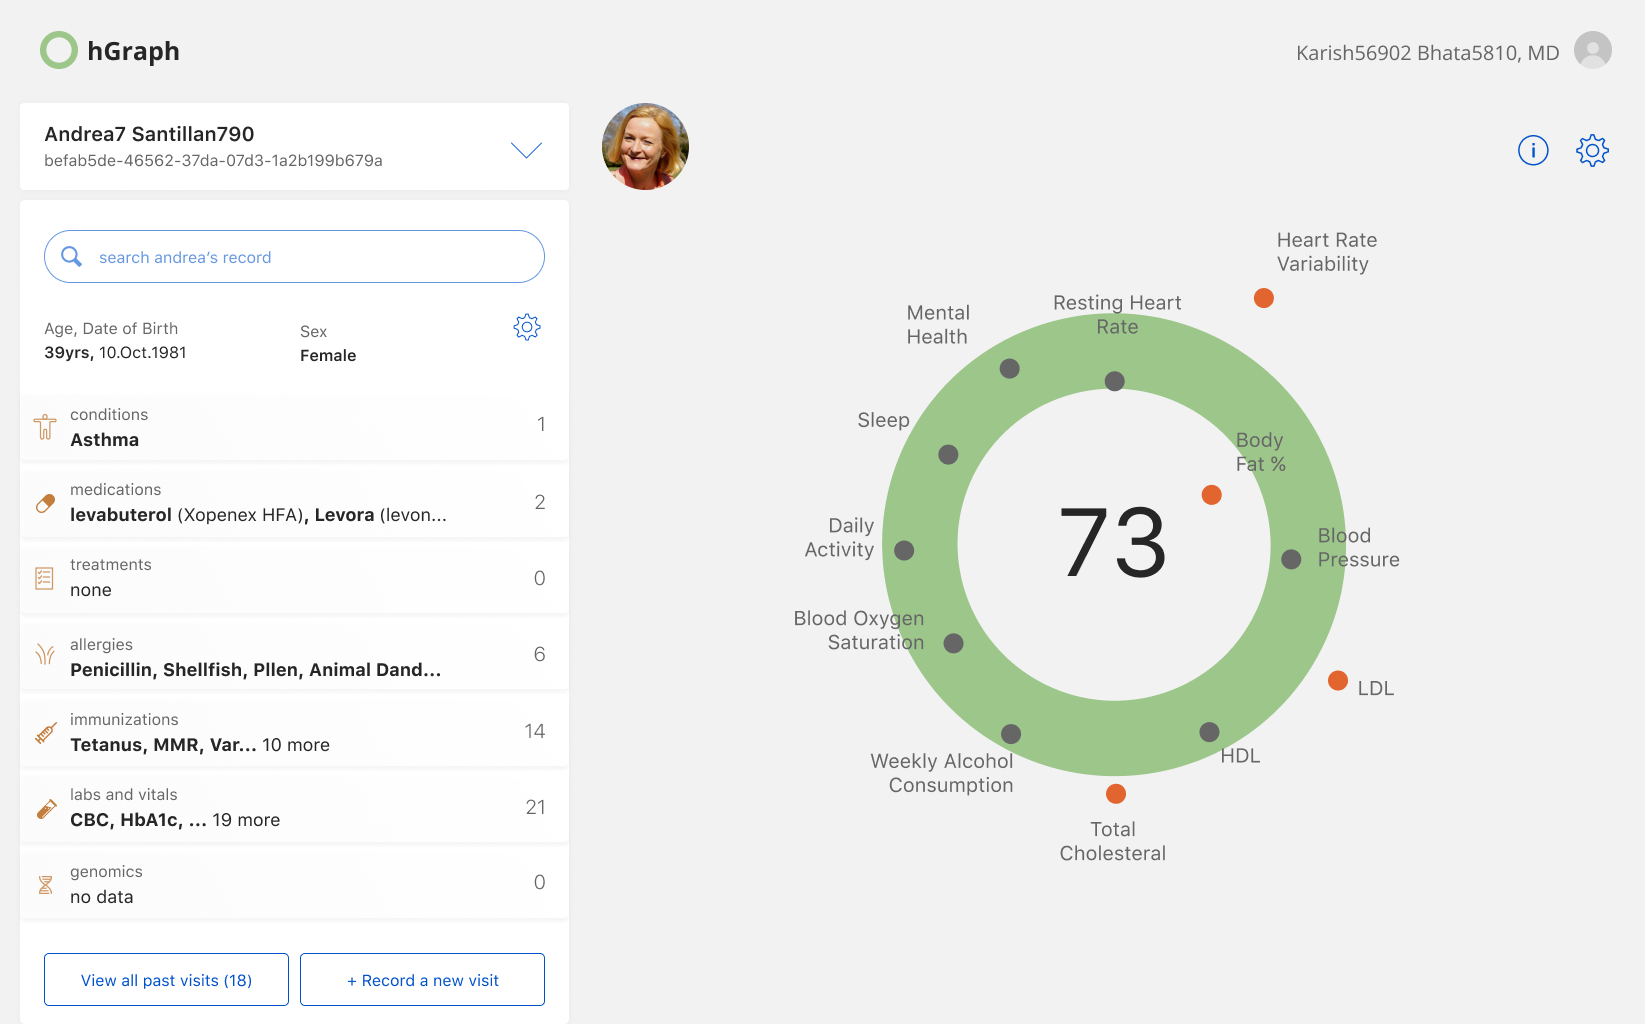 hGraph
Karish56902 Bhata5810, MD
Andrea7 Santillan790
befab5de-46562-37da-07d3-1a2b199b679a
search andrea's record
Age, Date of Birth
39yrs, 10.Oct.1981
Sex
Female
conditions
Asthma
1
medications
levabuterol (Xopenex HFA), Levora (levon...
2
treatments
none
0
allergies
Penicillin, Shellfish, Pllen, Animal Dand...
6
immunizations
Tetanus, MMR, Var... 10 more
14
labs and vitals
CBC, HbA1c, ... 19 more
21
genomics
no data
0
View all past visits (18)
+ Record a new visit
i
Heart Rate
Variability
Resting Heart
Rate
Mental
Health
Sleep
Body
Fat %
73
Daily
Activity
Blood
Pressure
Blood Oxygen
Saturation
LDL
HDL
Weekly Alcohol
Consumption
Total
Cholesteral